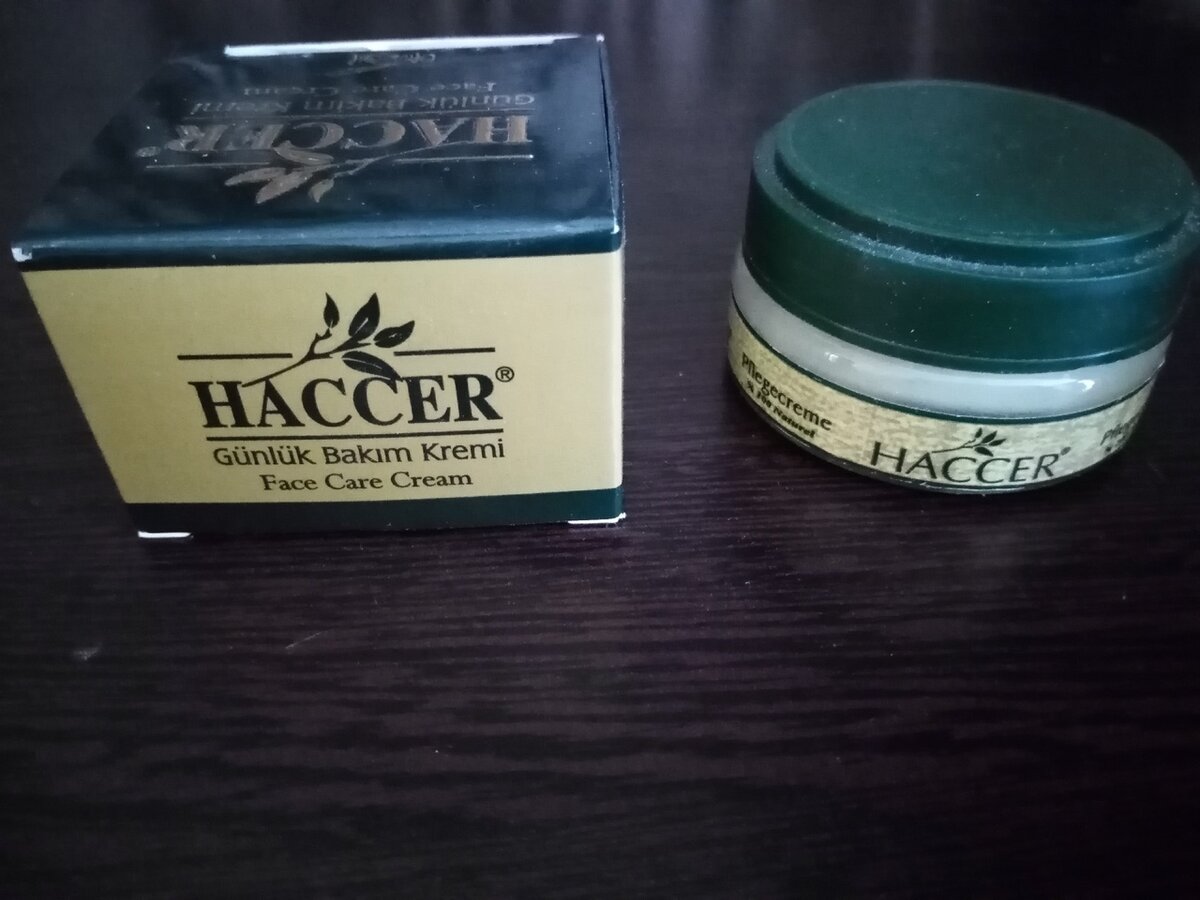 Face Care Cream
Günlük Bakım Kremi
HACCER®
HACCER®
Günlük Bakım Kremi
Face Care Cream
Pflegecreme
HACCER®